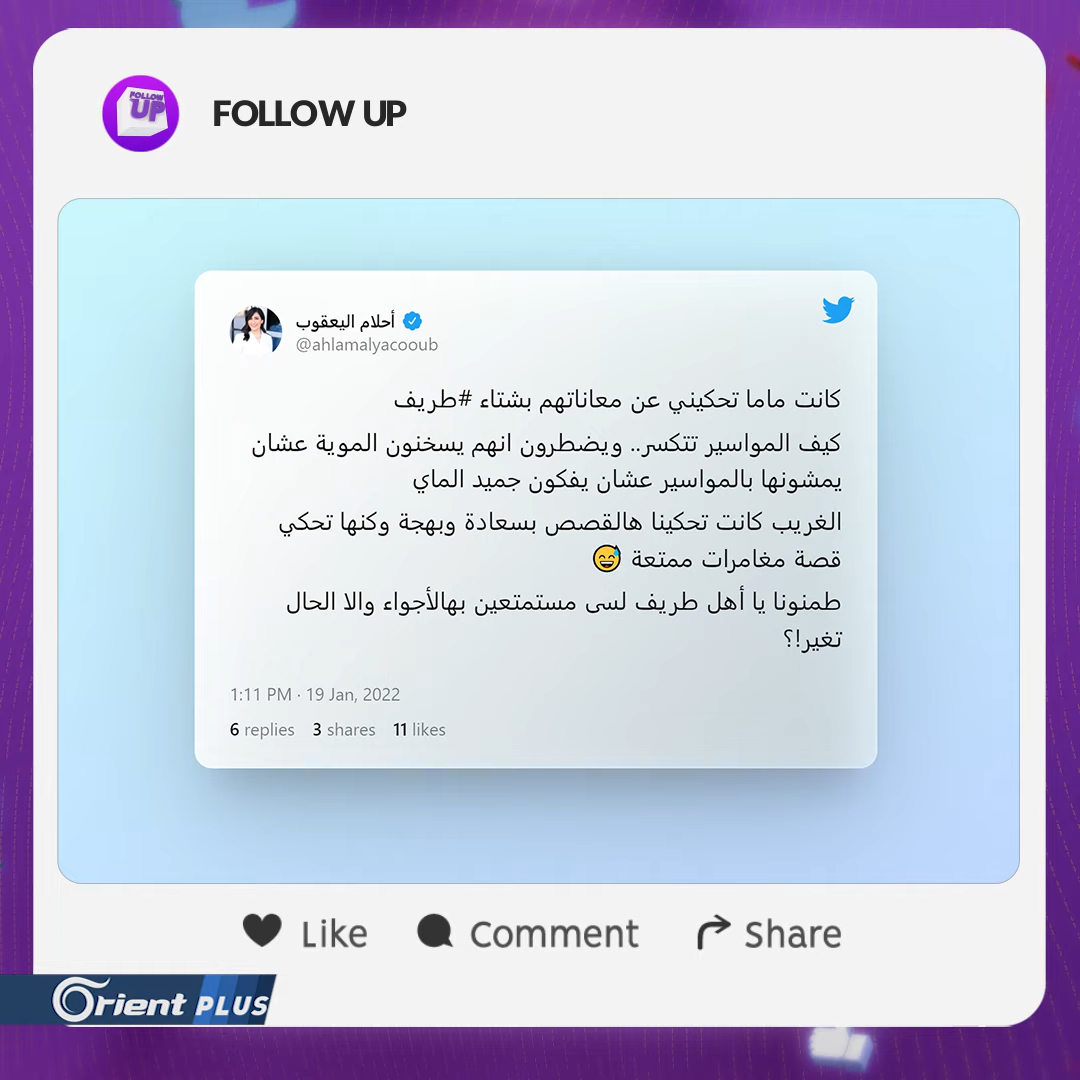 FOLLOW UP
FOLLOW UP
أحلام اليعقوب
@ahlamalyacooub
كانت ماما تحكيني عن معاناتهم بشتاء #طريف
كيف المواسير تتكسر.. ويضطرون انهم يسخنون الموية عشان
يمشونها بالمواسير عشان يفكون جميد الماي
الغريب كانت تحكينا هالقصص بسعادة وبهجة وكنها تحكي
قصة مغامرات ممتعة 😅
طمنونا يا أهل طريف لسى مستمتعين بهالأجواء والا الحال
تغير!؟
1:11 PM · 19 Jan, 2022
6 replies 3 shares 11 likes
Like Comment Share
Orient PLUS